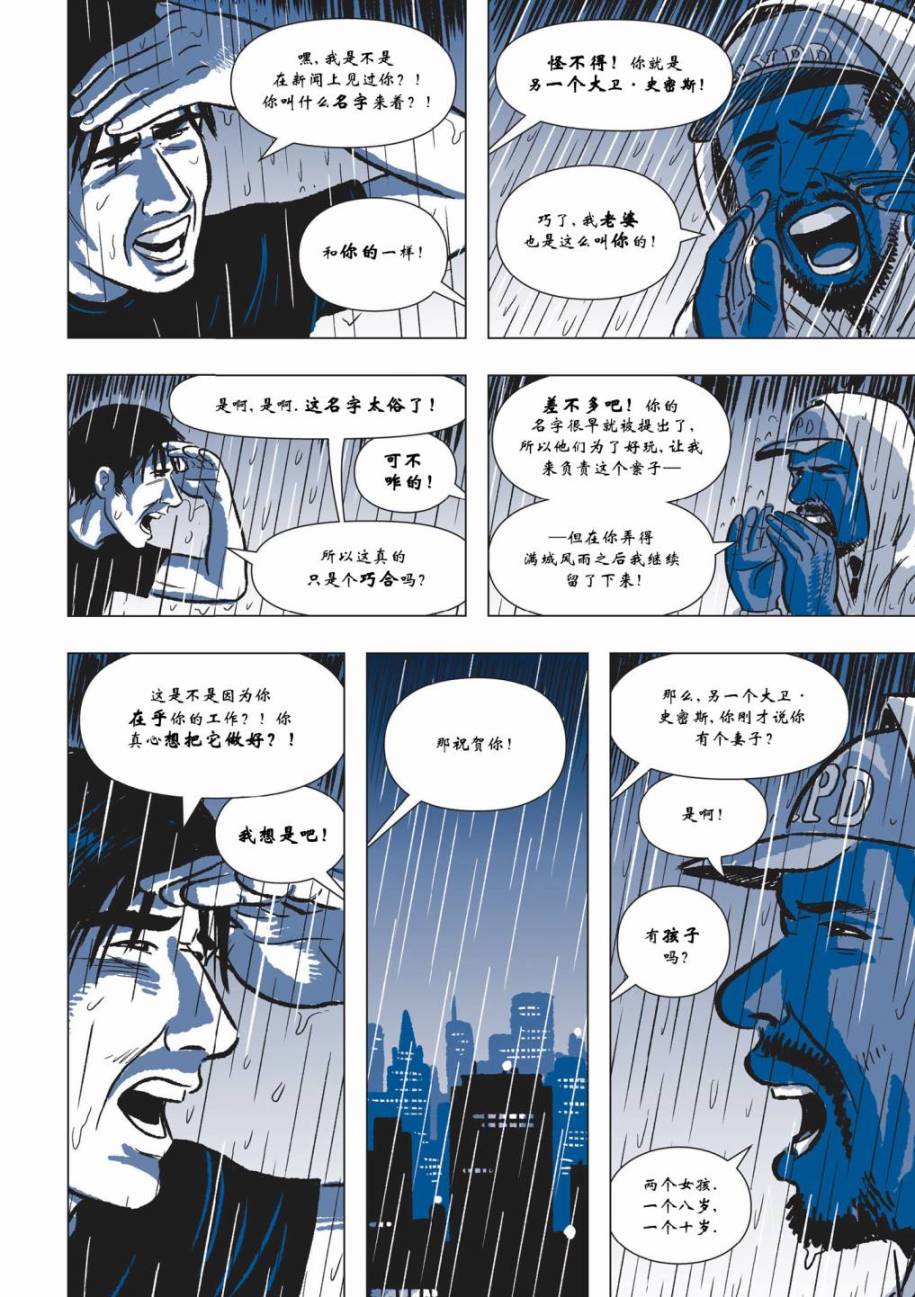 嘿,我是不是
在新闻上见过你?!
你叫什么名字来着?!
和你的一样!
怪不得!你就是
另一个大卫·史密斯!
巧了,我老婆
也是这么叫你的!
是啊,是啊.这名字太俗了!
可不
咋的!
所以这真的
只是个巧合吗?
差不多吧!你的
名字很早就被提出了,
所以他们为了好玩,让我
来负责这个案子—
—但在你弄得
满城风雨之后我继续
留了下来!
这是不是因为你
在乎你的工作?!你
真心想把它做好?!
我想是吧!
那祝贺你!
那么,另一个大卫·
史密斯,你刚才说你
有个妻子?
是啊!
有孩子
吗?
两个女孩.
一个八岁,
一个十岁.